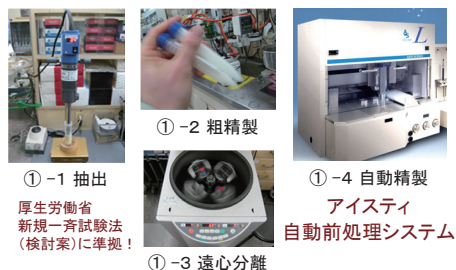 ①-1 抽出
厚生労働省
新規一斉試験法
(検討案)に準拠！
①-2 粗精製
①-3 遠心分離
L
①-4 自動精製
アイスティ
自動前処理システム